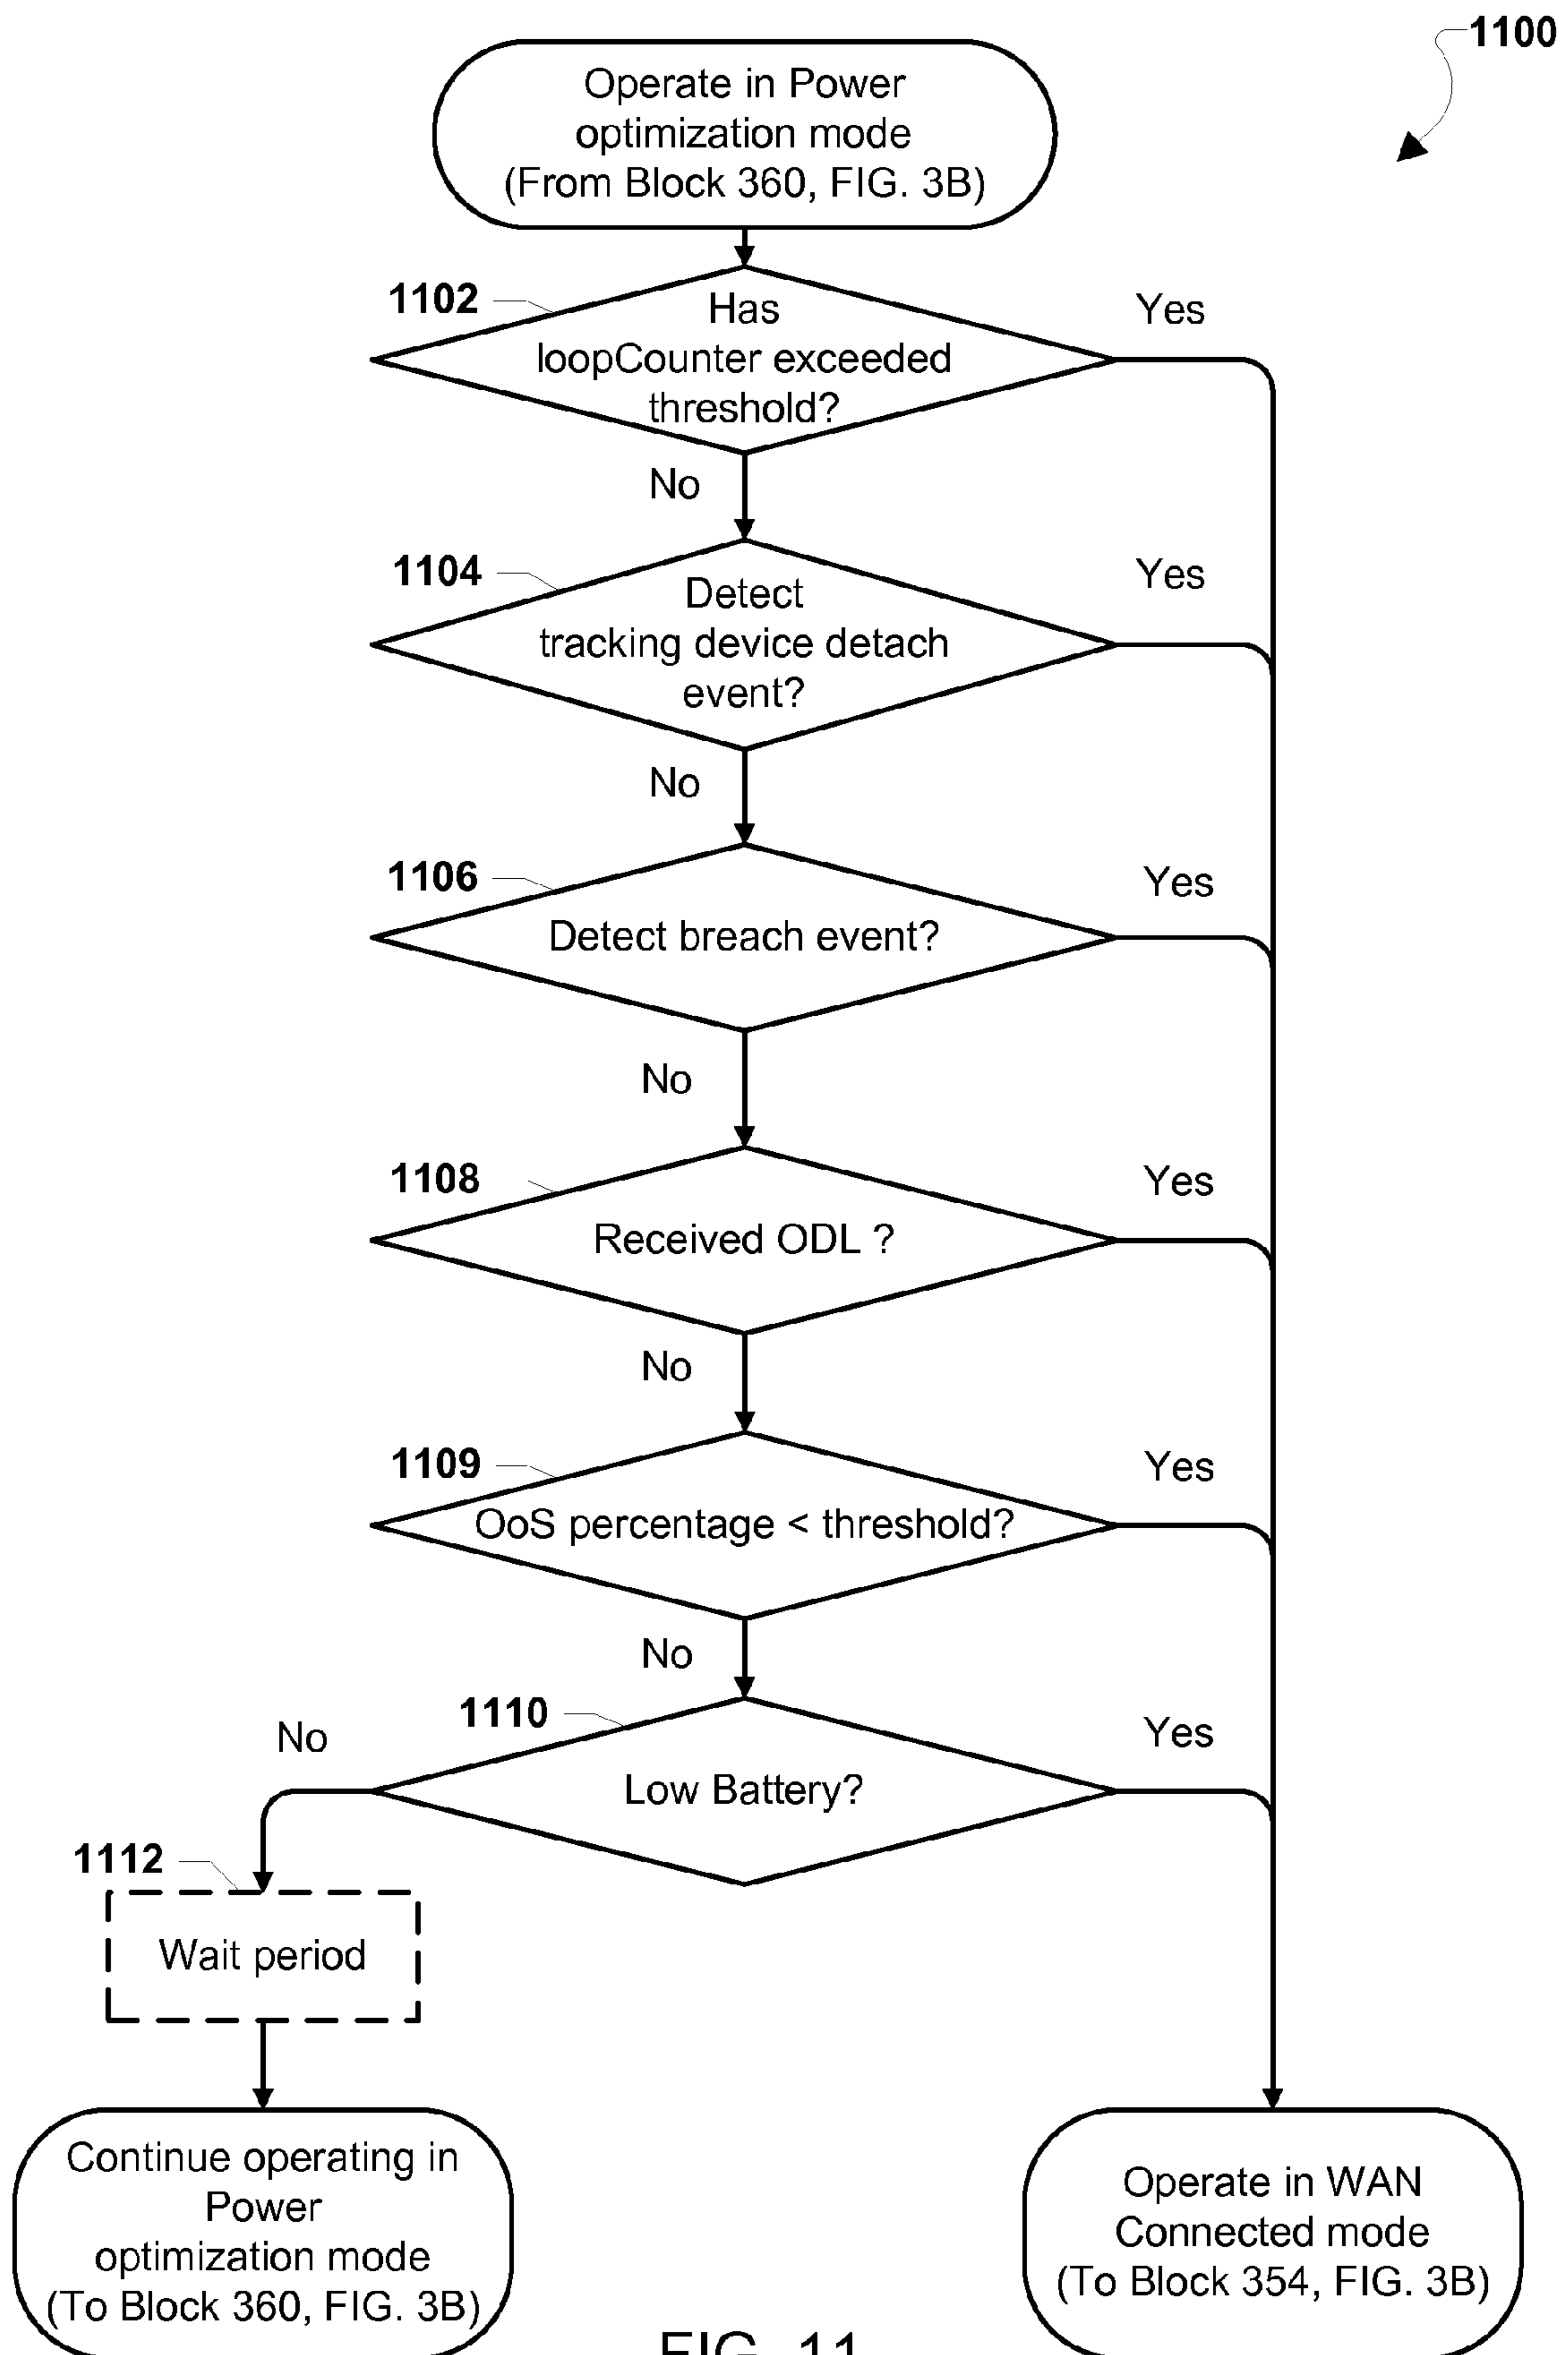 1100
Operate in Power
optimization mode
(From Block 360, FIG. 3B)
1102
Has
loopCounter exceeded
threshold?
Yes
No
1104
Detect
tracking device detach
event?
Yes
No
1106
Detect breach event?
Yes
No
1108
Received ODL ?
Yes
No
1109
OoS percentage < threshold?
Yes
No
1110
Low Battery?
Yes
No
1112
Wait period
Continue operating in
Power
optimization mode
(To Block 360, FIG. 3B)
Operate in WAN
Connected mode
(To Block 354, FIG. 3B)
FIG. 11